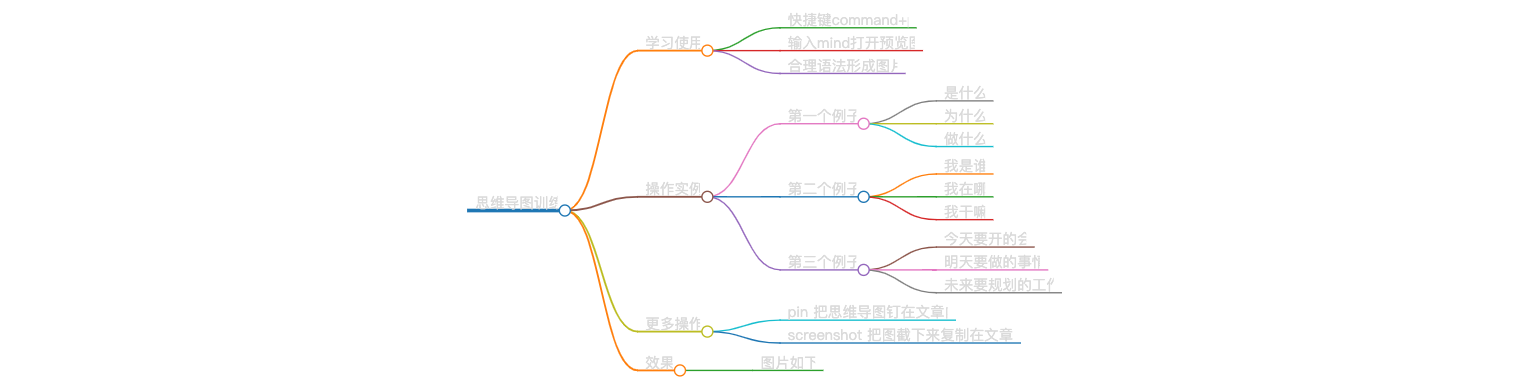 思维导图训练
学习使用
快捷键command+
输入mind打开预览图
合理语法形成图片
操作实例
第一个例子
是什么
为什么
做什么
第二个例子
我是谁
我在哪
我干嘛
第三个例子
今天要开的会
明天要做的事情
未来要规划的工作
更多操作
pin 把思维导图钉在文章
screenshot 把图截下来复制在文章
效果
图片如下